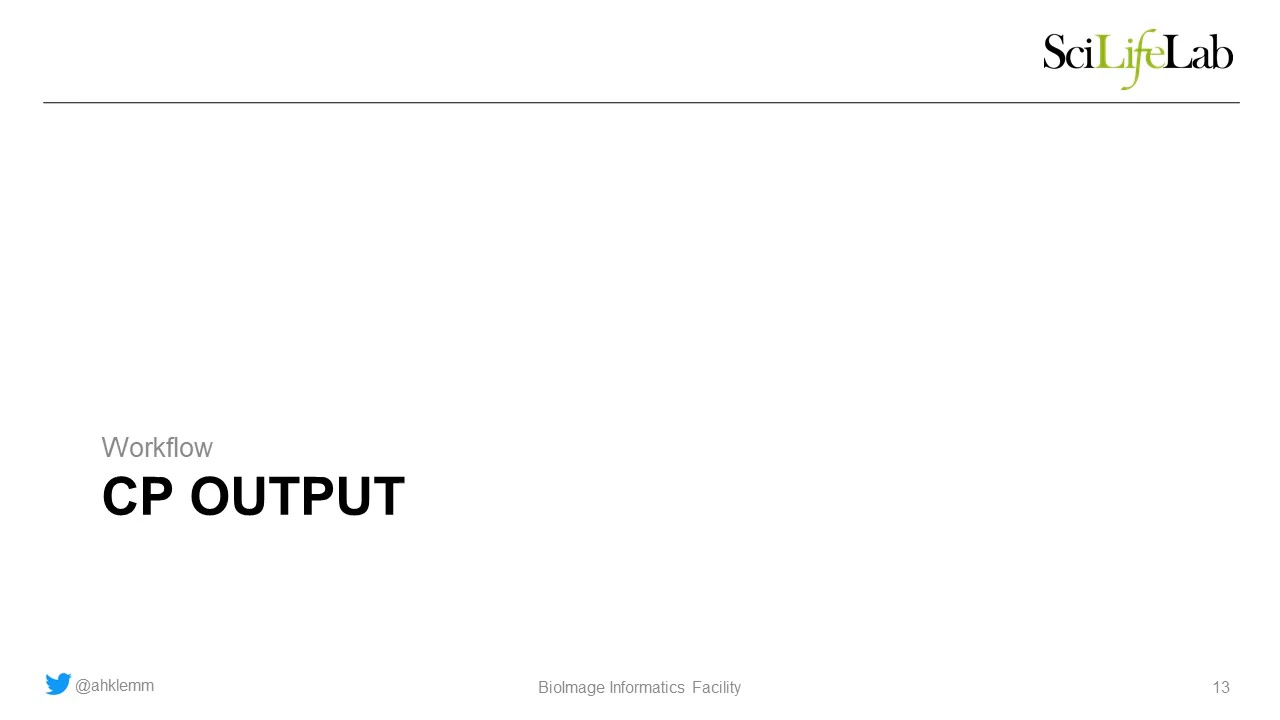 SciLifeLab
Workflow
CP OUTPUT
@ahklemm
BioImage Informatics Facility
13